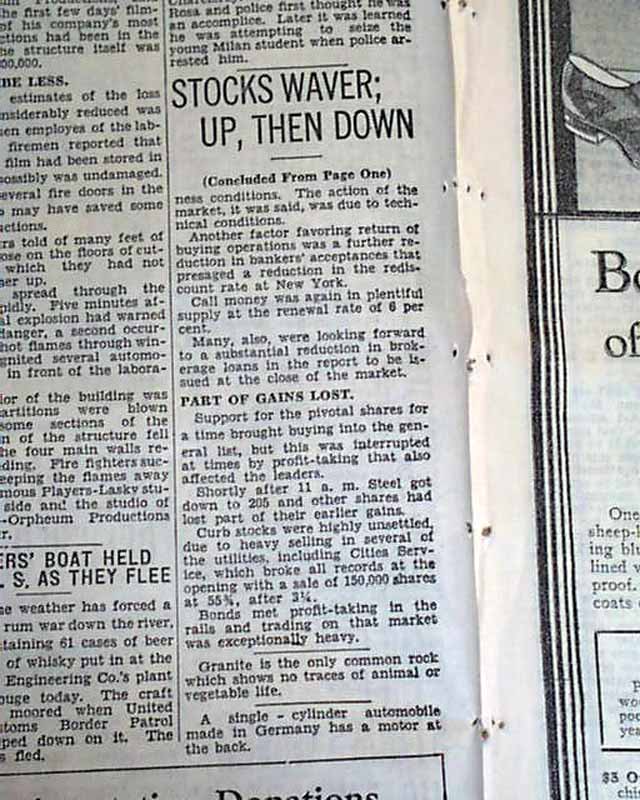 the first few days' film-
of his company's most
ctions had been in the
he structure itself was
00,000.
BE LESS.
estimates of the loss
nsiderably reduced was
en employes of the lab-
firemen reported that
film had been stored in
possibly was undamaged.
several fire doors in the
may have saved some
uctions.
rs told of many feet of
ose on the floors of cut-
which they had not
er up.
spread through the
pidly. Five minutes af-
al explosion had warned
danger, a second occur-
hot flames through win-
gnited several automo-
in front of the labora-
ior of the building was
artitions were blown
some sections of the
n of the structure fell
he four main walls re-
ding. Fire fighters suc-
eeping the flames away
mous Players-Lasky stu-
side and the studio of
-Orpheum Productions
r.
ERS' BOAT HELD
. S. AS THEY FLEE
se weather has forced a
rum war down the river,
taining 61 cases of beer
of whisky put in at the
Engineering Co.'s plant
ouge today. The craft
moored when United
stoms Border Patrol
ped down on it. The
s fled.
Rosa and police first thought he was
an accomplice. Later it was learned
he was attempting to seize the
young Milan student when police ar-
rested him.
STOCKS WAVER;
UP, THEN DOWN
(Concluded From Page One)
ness conditions. The action of the
market, it was said, was due to tech-
nical conditions.
Another factor favoring return of
buying operations was a further re-
duction in bankers' acceptances that
presaged a reduction in the redis-
count rate at New York.
Call money was again in plentiful
supply at the renewal rate of 6 per
cent.
Many, also, were looking forward
to a substantial reduction in brok-
erage loans in the report to be is-
sued at the close of the market.
PART OF GAINS LOST.
Support for the pivotal shares for
a time brought buying into the gen-
eral list, but this was interrupted
at times by profit-taking that also
affected the leaders.
Shortly after 11 a. m. Steel got
down to 205 and other shares had
lost part of their earlier gains.
Curb stocks were highly unsettled,
due to heavy selling in several of
the utilities, including Cities Serv-
ice, which broke all records at the
opening with a sale of 150,000 shares
at 55¾, after 3¼.
Bonds met profit-taking in the
rails and trading on that market
was exceptionally heavy.
Granite is the only common rock
which shows no traces of animal or
vegetable life.
A single - cylinder automobile
made in Germany has a motor at
the back.
Donations
B
of
One
sheep-
ing blu
lined w
proof.
coats
P
wo
po
yea
$3 O
chi